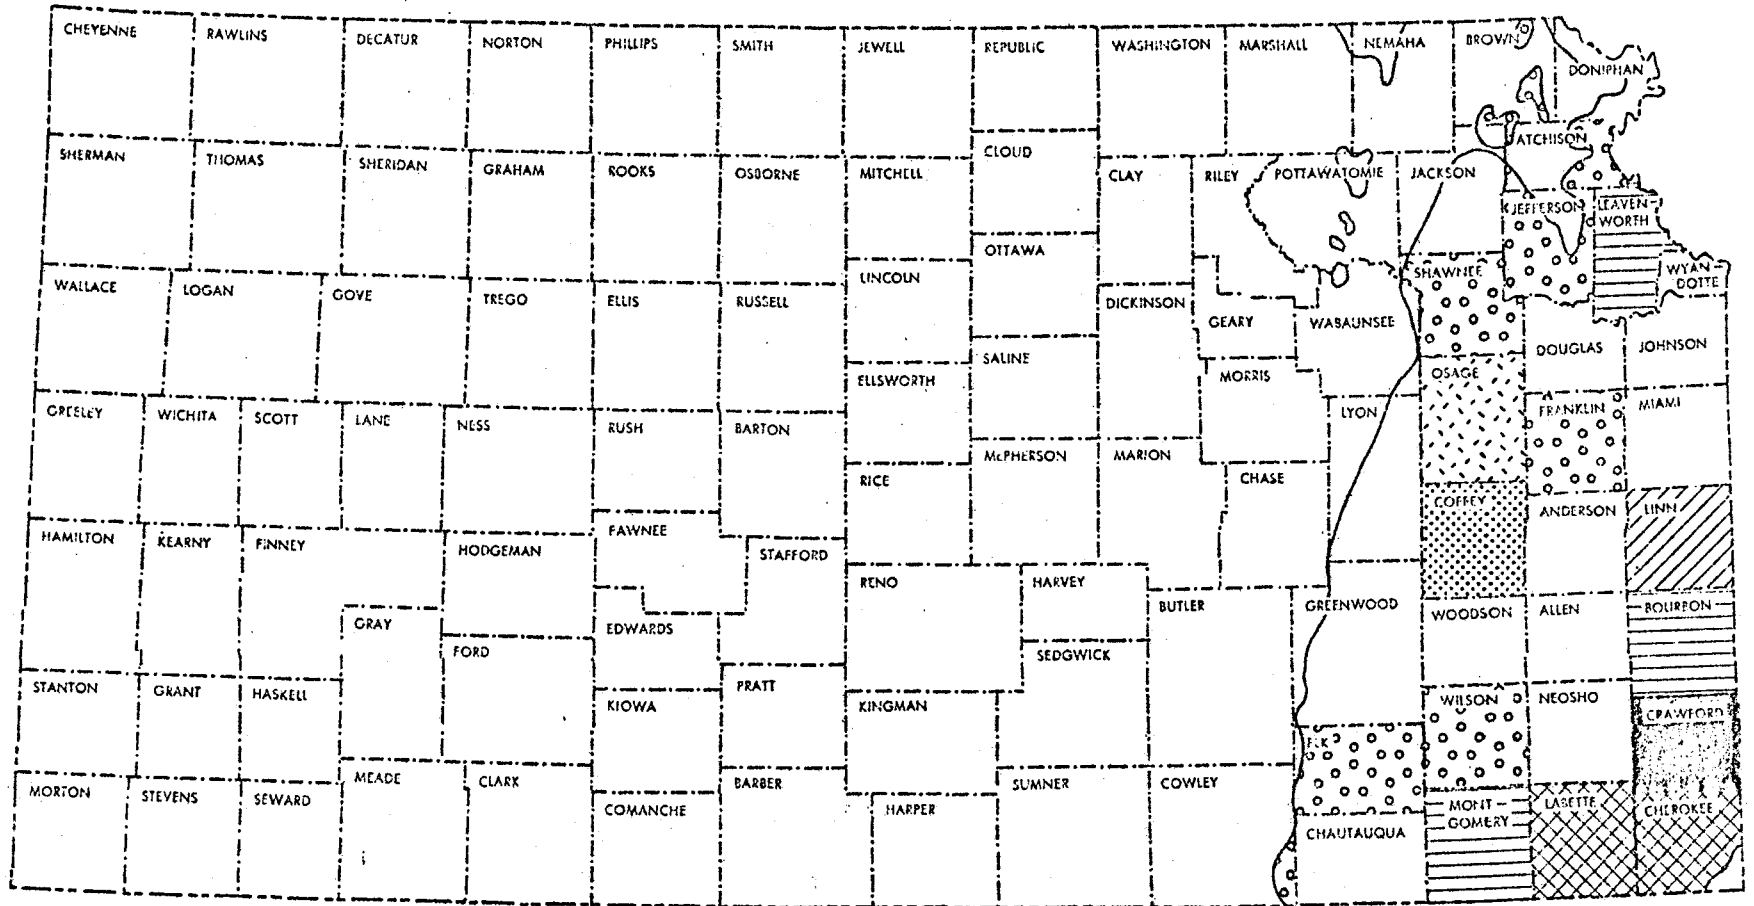 CHEYENNE
RAWLINS
DECATUR
NORTON
PHILLIPS
SMITH
JEWELL
REPUBLIC
WASHINGTON
MARSHALL
NEMAHA
BROWN
DONIPHAN
SHERMAN
THOMAS
SHERIDAN
GRAHAM
ROOKS
OSBORNE
MITCHELL
CLOUD
CLAY
RILEY
POTTAWATOMIE
JACKSON
ATCHISON
JEFFERSON
LEAVEN-
WORTH
WALLACE
LOGAN
GOVE
TREGO
ELLIS
RUSSELL
LINCOLN
OTTAWA
DICKINSON
GEARY
WABAUNSEE
SHAWNEE
WYAN-
DOTTE
DOUGLAS
JOHNSON
GREELEY
WICHITA
SCOTT
LANE
NESS
RUSH
BARTON
ELLSWORTH
SALINE
MORRIS
LYON
OSAGE
FRANKLIN
MIAMI
RICE
McPHERSON
MARION
CHASE
COFFEY
ANDERSON
LINN
HAMILTON
KEARNY
FINNEY
HODGEMAN
FAWNEE
STAFFORD
RENO
HARVEY
BUTLER
GREENWOOD
WOODSON
ALLEN
BOURBON
GRAY
FORD
EDWARDS
SEDGWICK
STANTON
GRANT
HASKELL
KIOWA
PRATT
KINGMAN
ELK
WILSON
NEOSHO
CRAWFORD
MORTON
STEVENS
SEWARD
MEADE
CLARK
COMANCHE
BARBER
HARPER
SUMNER
COWLEY
CHAUTAUQUA
MONT-
GOMERY
LABETTE
CHEROKEE